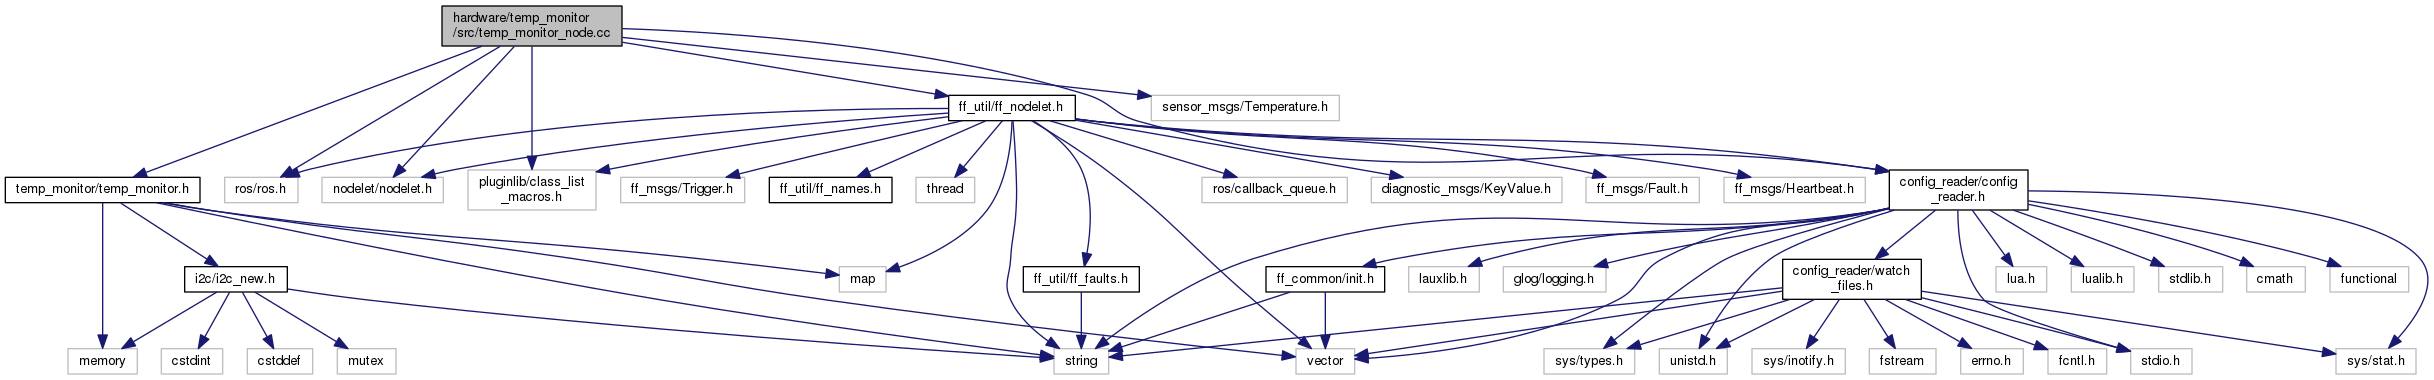 hardware/temp_monitor
/src/temp_monitor_node.cc
ff_util/ff_nodelet.h
sensor_msgs/Temperature.h
temp_monitor/temp_monitor.h
ros/ros.h
nodelet/nodelet.h
pluginlib/class_list
_macros.h
ff_msgs/Trigger.h
ff_util/ff_names.h
thread
ros/callback_queue.h
diagnostic_msgs/KeyValue.h
ff_msgs/Fault.h
ff_msgs/Heartbeat.h
config_reader/config
_reader.h
i2c/i2c_new.h
map
ff_util/ff_faults.h
ff_common/init.h
lauxlib.h
glog/logging.h
config_reader/watch
_files.h
lua.h
lualib.h
stdlib.h
cmath
functional
memory
cstdint
cstddef
mutex
string
vector
sys/types.h
unistd.h
sys/inotify.h
fstream
errno.h
fcntl.h
stdio.h
sys/stat.h